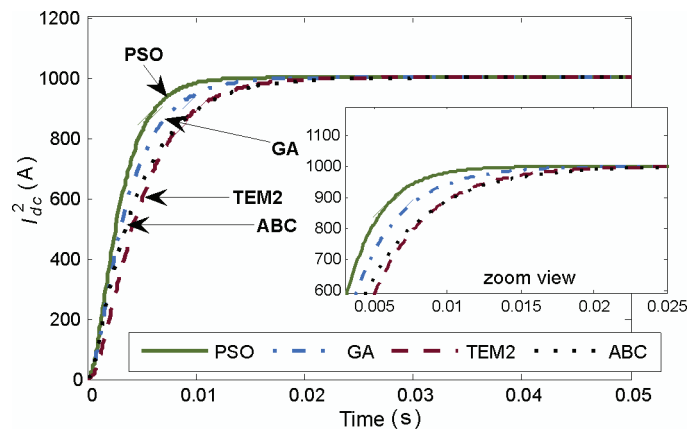 1200
1000
800
600
400
200
0
I²dc (A)
PSO
GA
TEM2
ABC
1100
1000
900
800
700
600
0.005 0.01 0.015 0.02 0.025
zoom view
PSO GA TEM2 ABC
0 0.01 0.02 0.03 0.04 0.05
Time (s)